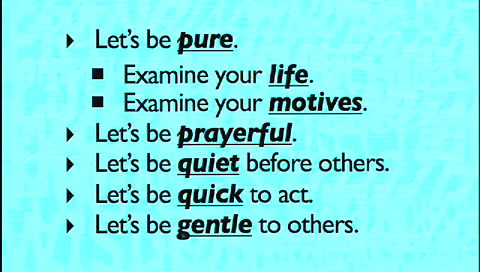 Let's be pure.
Examine your life.
Examine your motives.
Let's be prayerful.
Let's be quiet before others.
Let's be quick to act.
Let's be gentle to others.